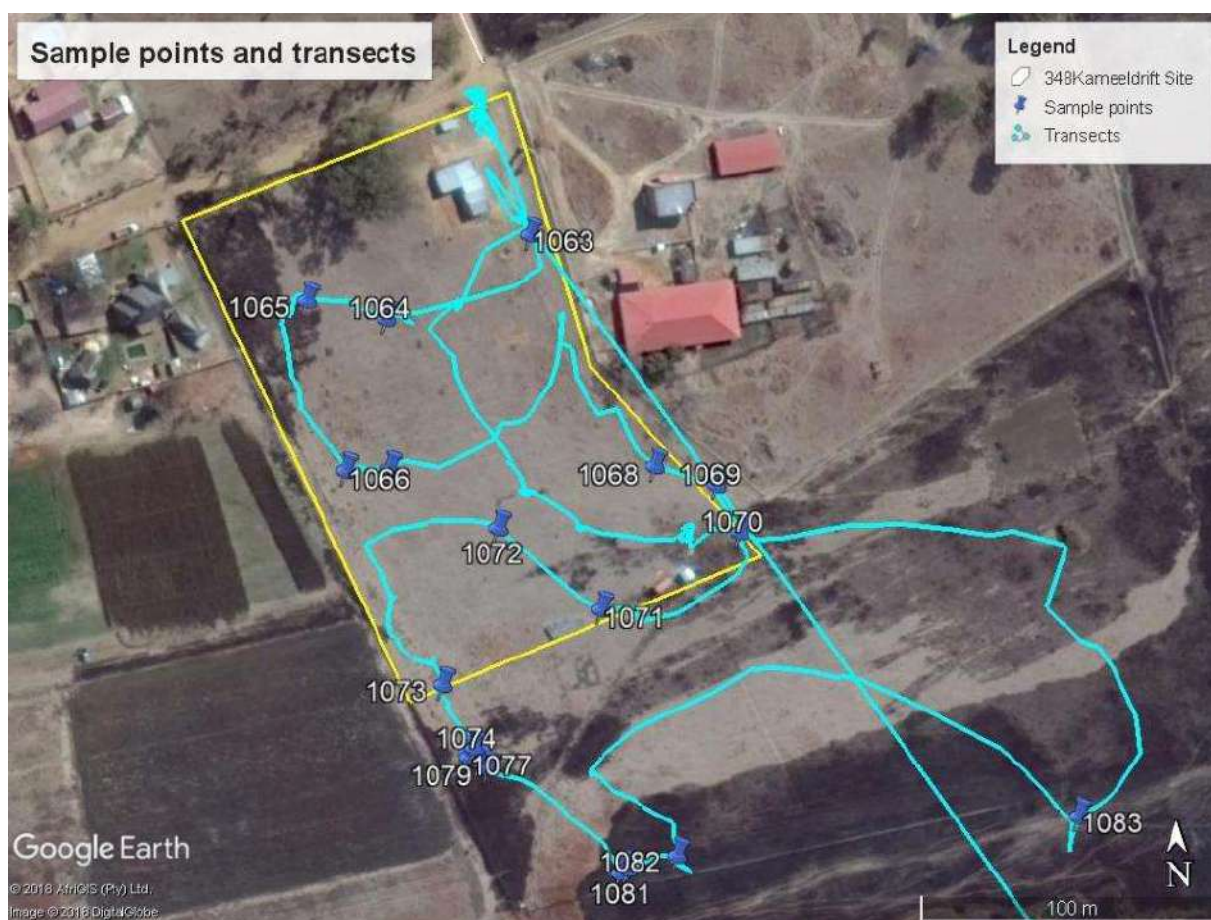 Sample points and transects
Legend
348Kameeldrift Site
Sample points
Transects
1063
1065
1064
1066
1068
1069
1070
1072
1071
1073
1074
1079
1077
1082
1081
1083
Google Earth
N
© 2018 AfriGIS (Pty) Ltd.
Image © 2018 DigitalGlobe
100 m